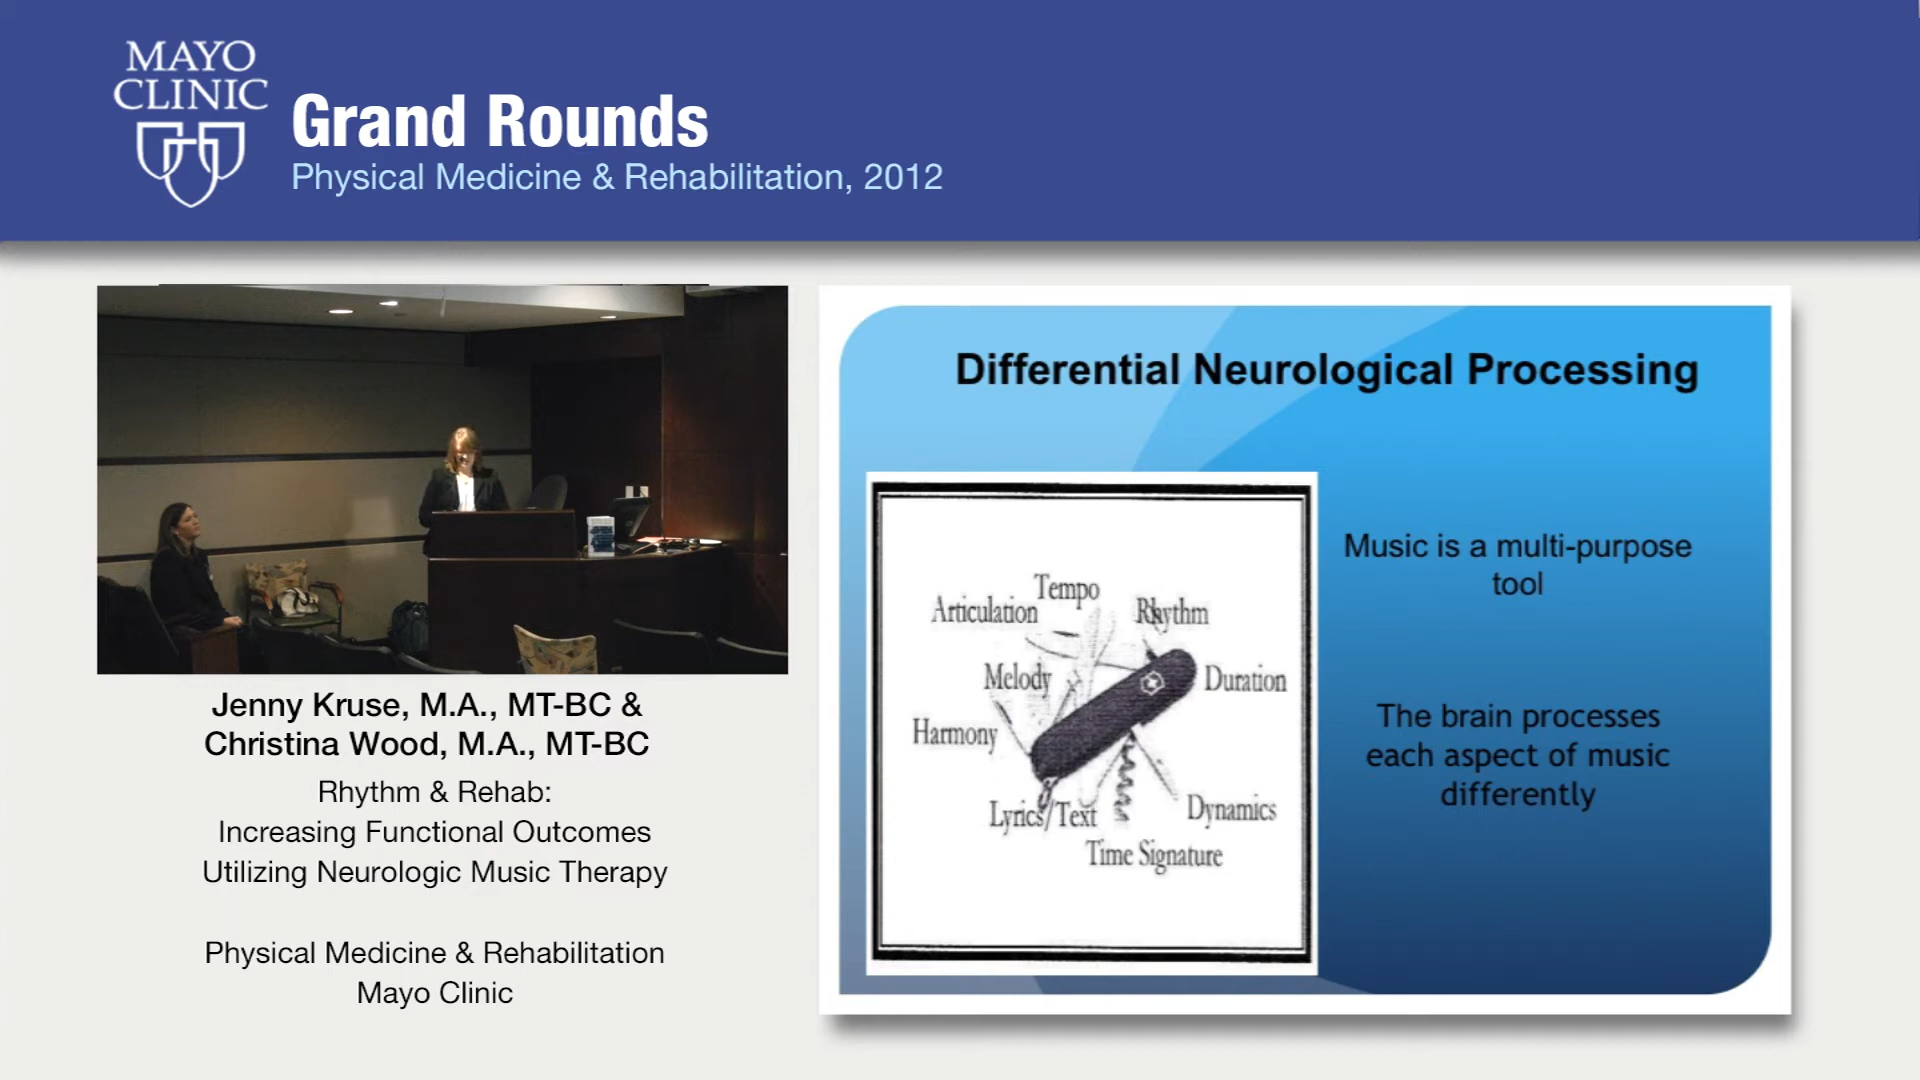 MAYO
CLINIC
Grand Rounds
Physical Medicine & Rehabilitation, 2012
Jenny Kruse, M.A., MT-BC &
Christina Wood, M.A., MT-BC
Rhythm & Rehab:
Increasing Functional Outcomes
Utilizing Neurologic Music Therapy
Physical Medicine & Rehabilitation
Mayo Clinic
Differential Neurological Processing
Tempo
Articulation
Rhythm
Melody
Duration
Harmony
Lyrics/Text
Dynamics
Time Signature
Music is a multi-purpose
tool
The brain processes
each aspect of music
differently